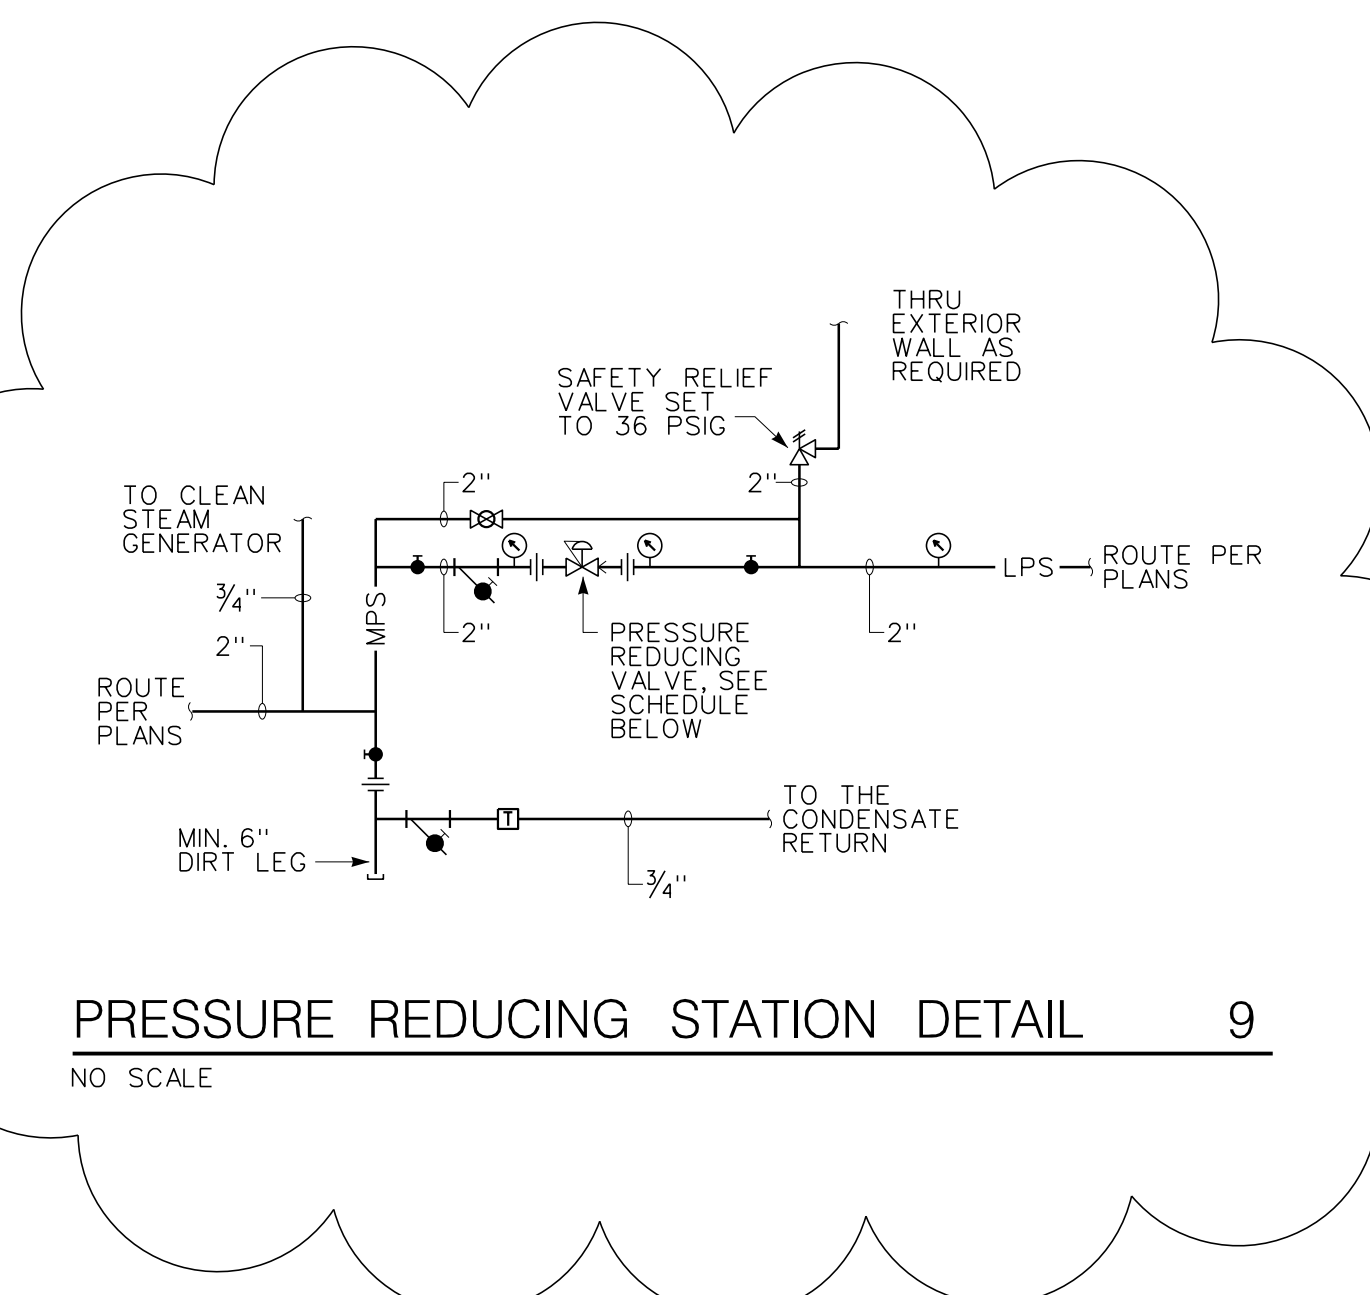 THRU
EXTERIOR
WALL AS
REQUIRED
SAFETY RELIEF
VALVE SET
TO 36 PSIG
2"
2"
TO CLEAN
STEAM
GENERATOR
3/4"
2"
MPS
2"
PRESSURE
REDUCING
VALVE, SEE
SCHEDULE
BELOW
2"
LPS
ROUTE PER
PLANS
ROUTE
PER
PLANS
MIN. 6"
DIRT LEG
T
3/4"
TO THE
CONDENSATE
RETURN
PRESSURE REDUCING STATION DETAIL 9
NO SCALE